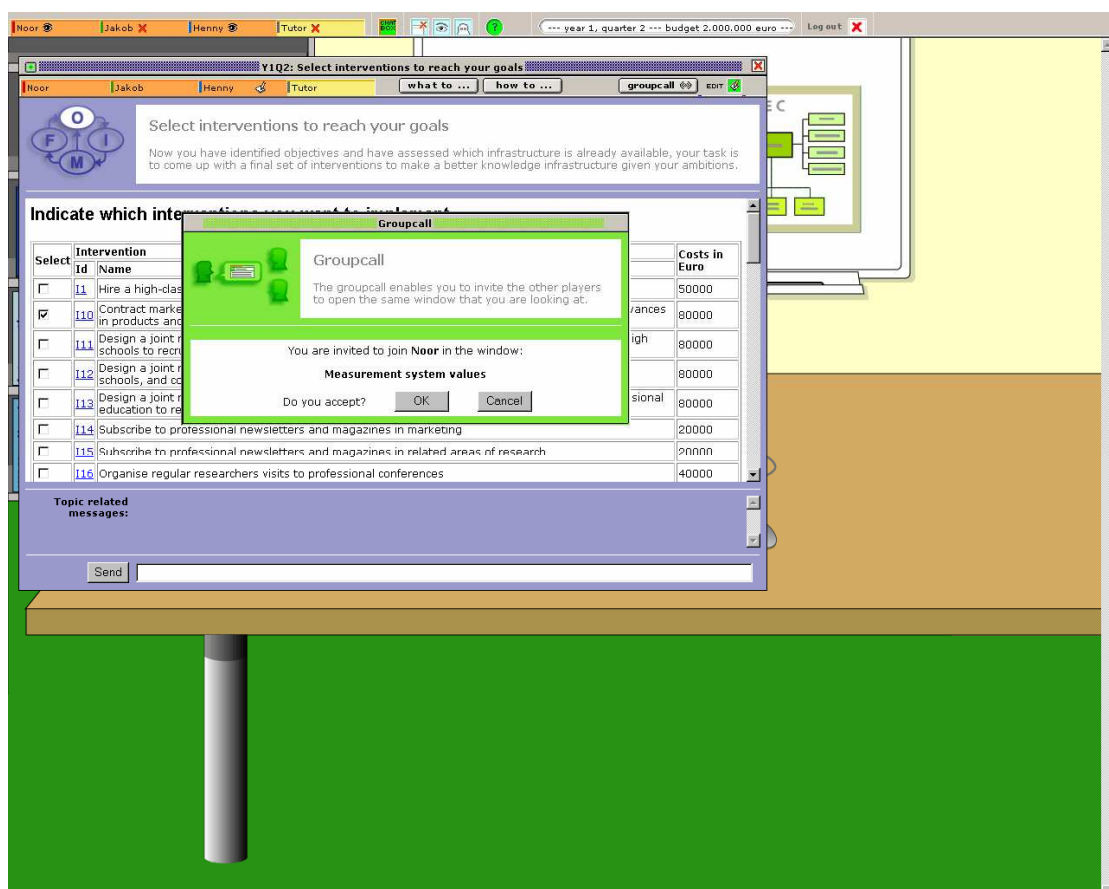 Noor Jakob Henny Tutor CHAT BOX ? --- year 1, quarter 2 --- budget 2.000.000 euro --- Log out
Y1Q2: Select interventions to reach your goals
Noor Jakob Henny Tutor what to ... how to ... groupcall EDIT
E C
O
F I
M
Select interventions to reach your goals
Now you have identified objectives and have assessed which infrastructure is already available, your task is
to come up with a final set of interventions to make a better knowledge infrastructure given your ambitions.
Indicate which
Groupcall
Select Intervention Costs in Euro
Id Name
Groupcall
The groupcall enables you to invite the other players
to open the same window that you are looking at.
I1 Hire a high-clas 50000
I10 Contract marke vances 80000
in products and
I11 Design a joint igh 80000
schools to recru
You are invited to join Noor in the window:
I12 Design a joint 80000
schools, and co
Measurement system values
I13 Design a joint sional 80000
education to re
Do you accept? OK Cancel
I14 Subscribe to professional newsletters and magazines in marketing 20000
I15 Subscribe to professional newsletters and magazines in related areas of research 20000
I16 Organise regular researchers visits to professional conferences 40000
Topic related
messages:
Send